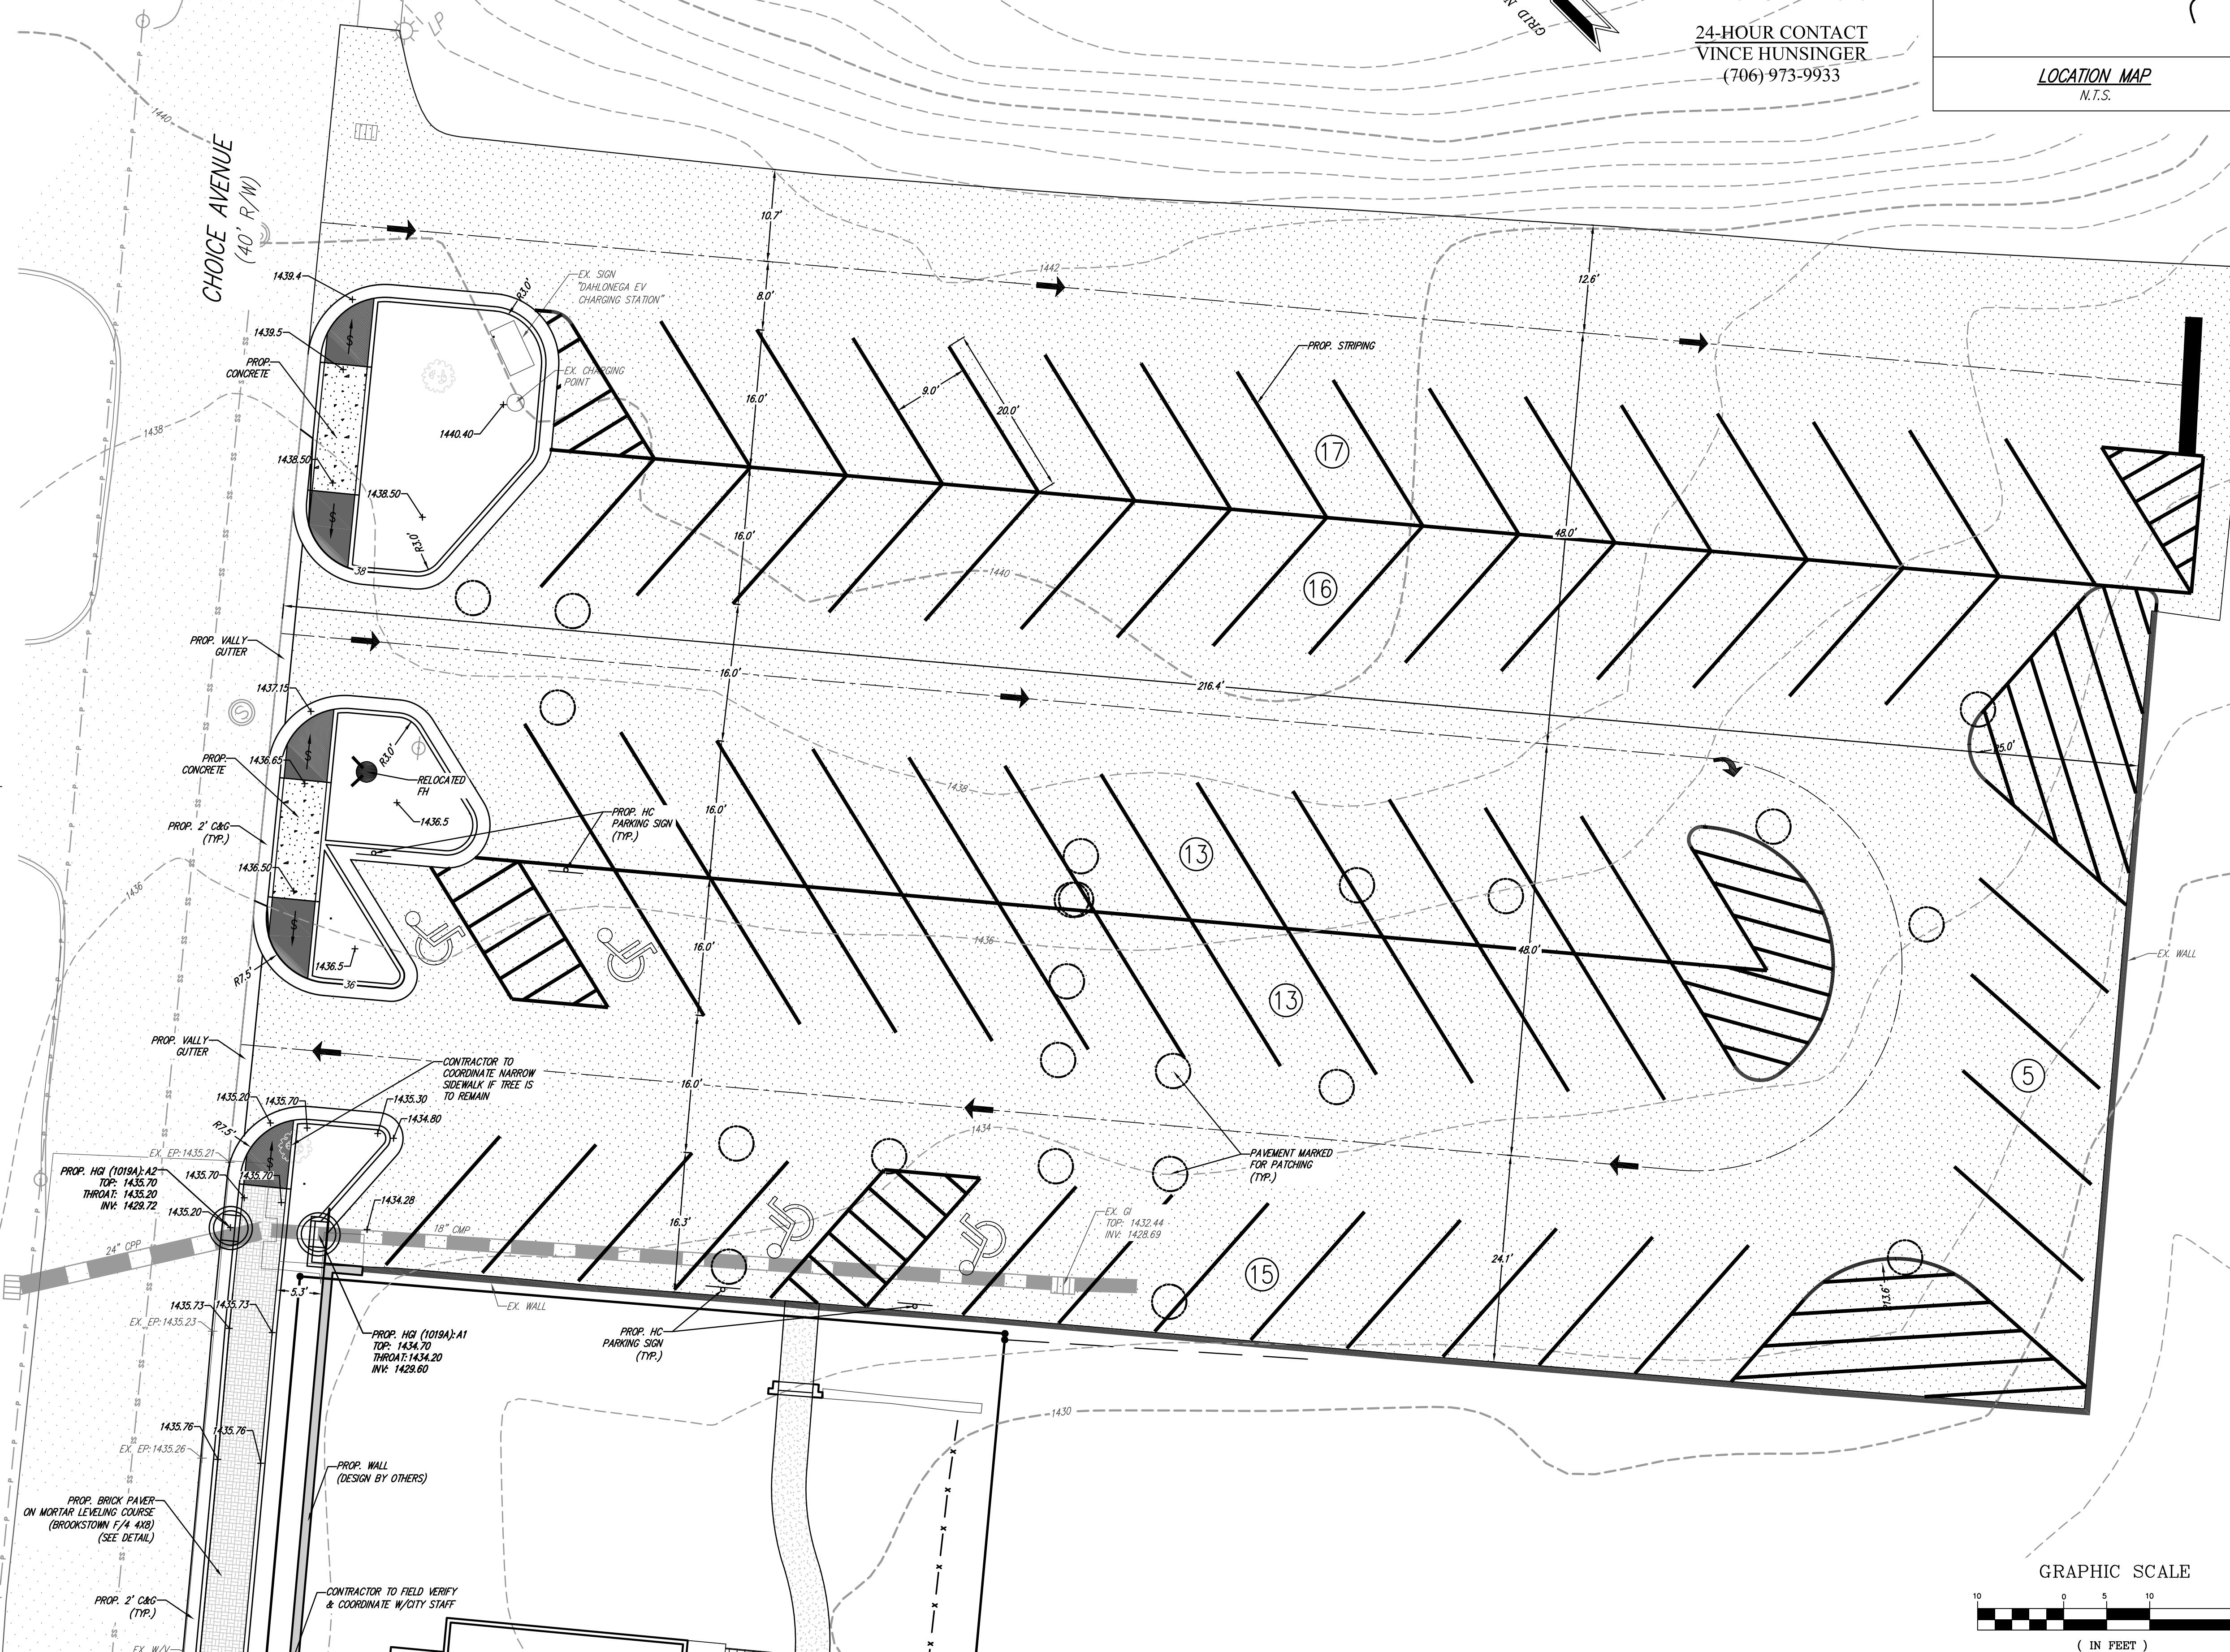 LP
GRID N
24-HOUR CONTACT
VINCE HUNSINGER
(706) 973-9933
LOCATION MAP
N.T.S.
1440
CHOICE AVENUE
(40' R/W)
10.7'
1442
12.6'
8.0'
1439.4
EX. SIGN
"DAHLONEGA EV
CHARGING STATION"
R3.0'
1439.5
S
PROP.
CONCRETE
EX. CHARGING
POINT
PROP. STRIPING
16.0'
9.0'
20.0'
1440.40
1438
17
1438.50
1438.50
S
R3.0'
38
16.0'
48.0'
1440
16
PROP. VALLY
GUTTER
16.0'
216.4'
1437.15
S
R3.0'
S
1436.65
PROP.
CONCRETE
RELOCATED
FH
R5.0'
1438
16.0'
PROP. HC
PARKING SIGN
(TYP.)
1436.5
PROP. 2' C&G
(TYP.)
13
1436.50
1436
S
16.0'
1436
48.0'
EX. WALL
1436.5
R7.5'
36
13
PROP. VALLY
GUTTER
CONTRACTOR TO
COORDINATE NARROW
SIDEWALK IF TREE IS
TO REMAIN
16.0'
5
1435.20
1435.70
1435.30
1434.80
R7.5'
1434
EX. EP:1435.21
S
PROP. HGI (1019A):A2
TOP: 1435.70
THROAT: 1435.20
INV: 1429.72
1435.70
1435.70
PAVEMENT MARKED
FOR PATCHING
(TYP.)
1435.20
1434.28
18" CMP
16.3'
EX. GI
TOP: 1432.44
INV: 1428.69
24" CPP
24.1'
15
R13.6'
5.3'
EX. WALL
1435.73
1435.73
EX. EP:1435.23
PROP. HGI (1019A):A1
TOP: 1434.70
THROAT:1434.20
INV: 1429.60
PROP. HC
PARKING SIGN
(TYP.)
1430
1435.76
1435.76
EX. EP:1435.26
PROP. WALL
(DESIGN BY OTHERS)
PROP. BRICK PAVER
ON MORTAR LEVELING COURSE
(BROOKSTOWN F/4 4X8)
(SEE DETAIL)
CONTRACTOR TO FIELD VERIFY
& COORDINATE W/CITY STAFF
PROP. 2' C&G
(TYP.)
EX. W/V
GRAPHIC SCALE
10 0 5 10
( IN FEET )